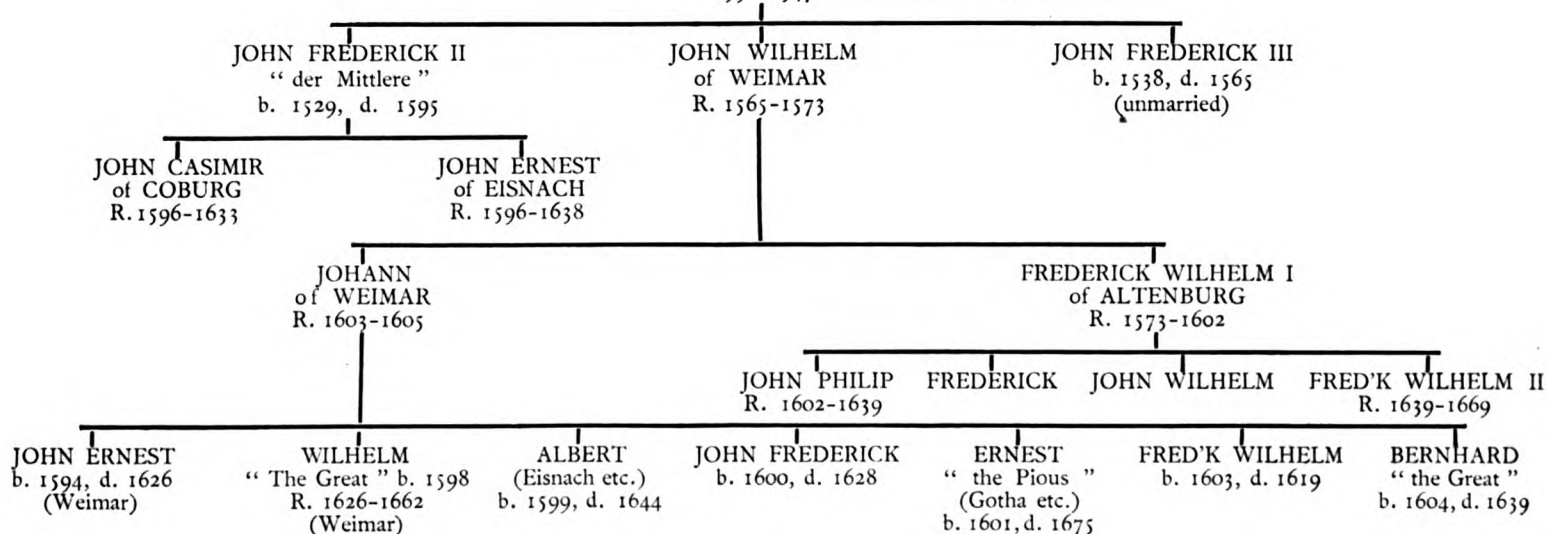 JOHN FREDERICK II
“ der Mittlere ”
b. 1529, d. 1595
JOHN WILHELM
of WEIMAR
R. 1565-1573
JOHN FREDERICK III
b. 1538, d. 1565
(unmarried)
JOHN CASIMIR
of COBURG
R. 1596-1633
JOHN ERNEST
of EISNACH
R. 1596-1638
JOHANN
of WEIMAR
R. 1603-1605
FREDERICK WILHELM I
of ALTENBURG
R. 1573-1602
JOHN PHILIP
R. 1602-1639
FREDERICK
JOHN WILHELM
FRED'K WILHELM II
R. 1639-1669
JOHN ERNEST
b. 1594, d. 1626
(Weimar)
WILHELM
“ The Great ” b. 1598
R. 1626-1662
(Weimar)
ALBERT
(Eisnach etc.)
b. 1599, d. 1644
JOHN FREDERICK
b. 1600, d. 1628
ERNEST
“ the Pious ”
(Gotha etc.)
b. 1601, d. 1675
FRED'K WILHELM
b. 1603, d. 1619
BERNHARD
“ the Great ”
b. 1604, d. 1639